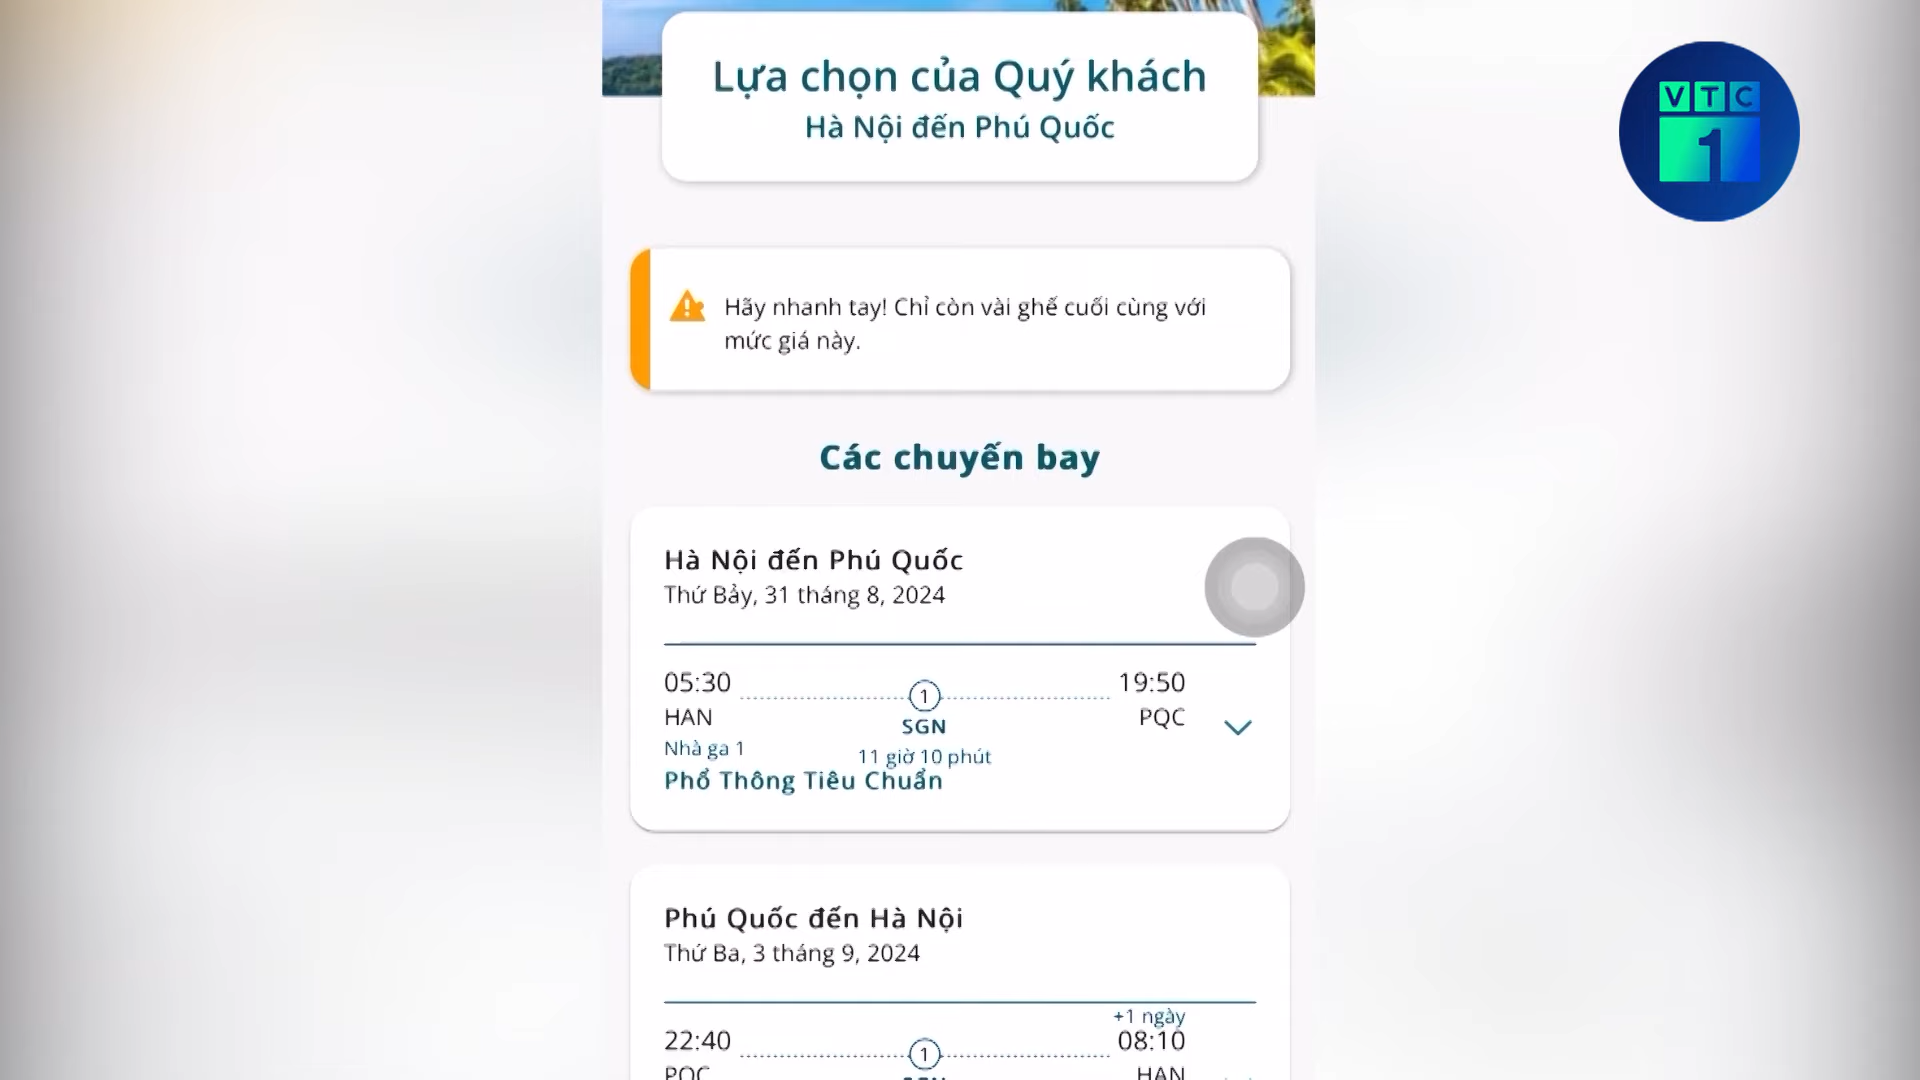 Lựa chọn của Quý khách
Hà Nội đến Phú Quốc
VTC
1
Hãy nhanh tay! Chỉ còn vài ghế cuối cùng với
mức giá này.
Các chuyến bay
Hà Nội đến Phú Quốc
Thứ Bảy, 31 tháng 8, 2024
05:30
1
19:50
HAN
SGN
PQC
Nhà ga 1
11 giờ 10 phút
Phổ Thông Tiêu Chuẩn
Phú Quốc đến Hà Nội
Thứ Ba, 3 tháng 9, 2024
+1 ngày
22:40
1
08:10
PQC
HAN